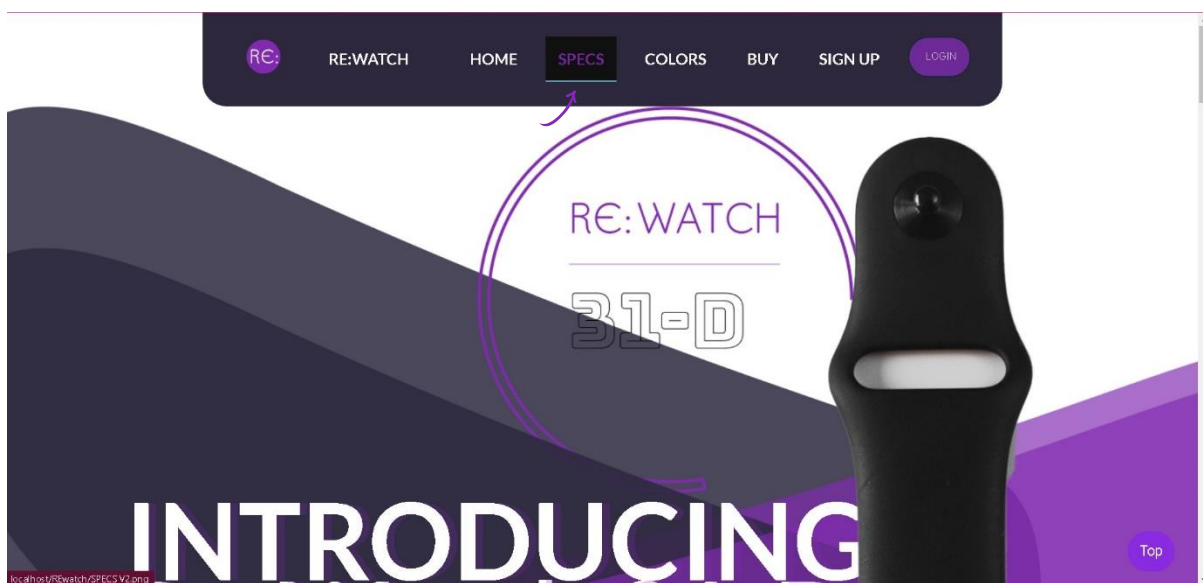 RE: RE:WATCH HOME SPECS COLORS BUY SIGN UP LOGIN
RE:WATCH
31-D
INTRODUCING
Top
localhost/REwatch/SPECS V2.png